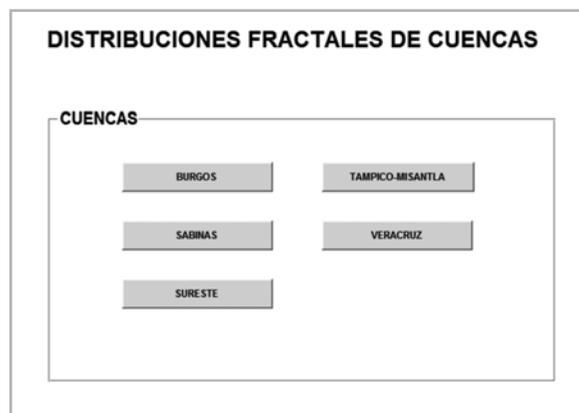 DISTRIBUCIONES FRACTALES DE CUENCAS
CUENCAS
BURGOS
TAMPICO-MISANTLA
SABINAS
VERACRUZ
SURESTE